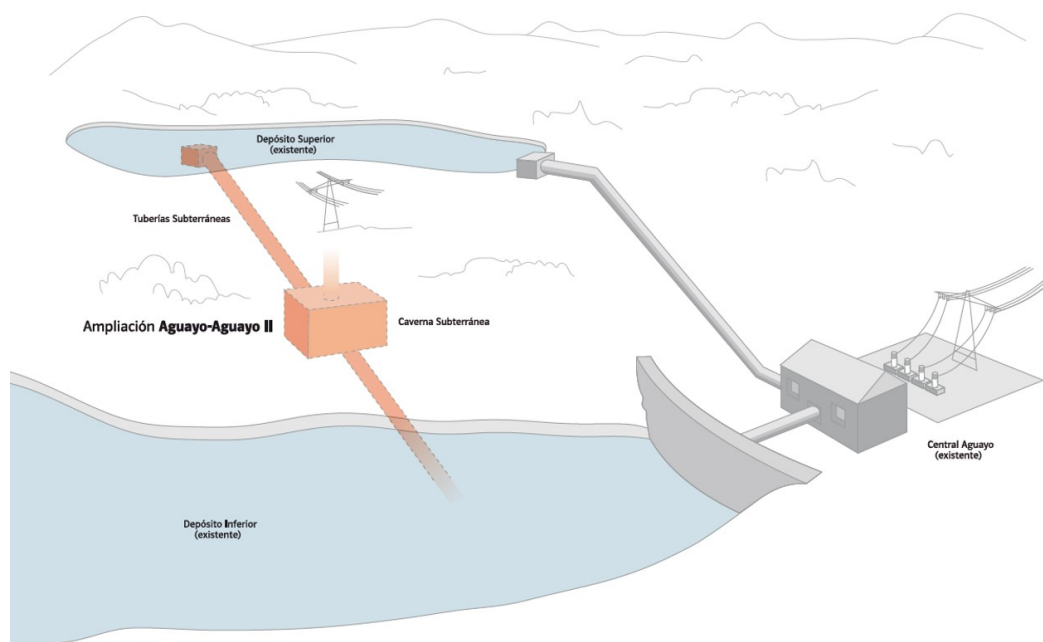 Depósito Superior
(existente)
Tuberías Subterráneas
Ampliación Aguayo-Aguayo II
Caverna Subterránea
Central Aguayo
(existente)
Depósito Inferior
(existente)